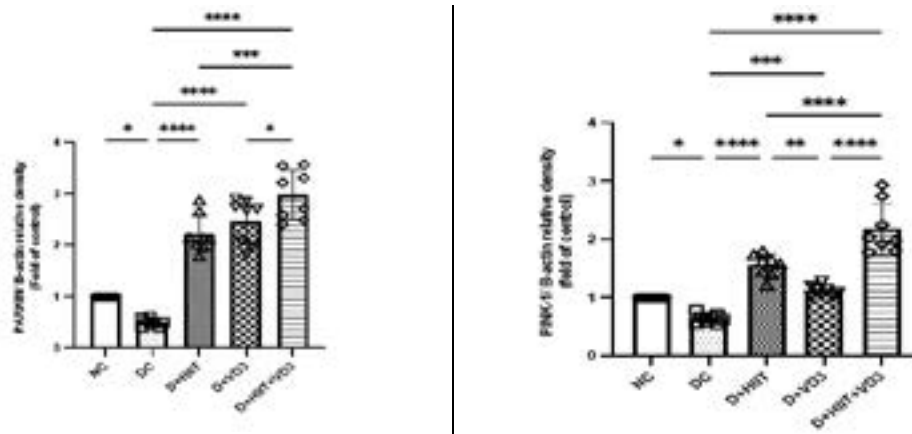 ****
***
****
* **** *
PARKIN/ B-actin relative density
(Fold of control)
4
3
2
1
0
NC
DC
D+HIIT
D+VD3
D+HIIT+VD3
****
***
****
* **** ** ****
PINK-1/ B-actin relative density
(fold of control)
4
3
2
1
0
NC
DC
D+HIIT
D+VD3
D+HIIT+VD3